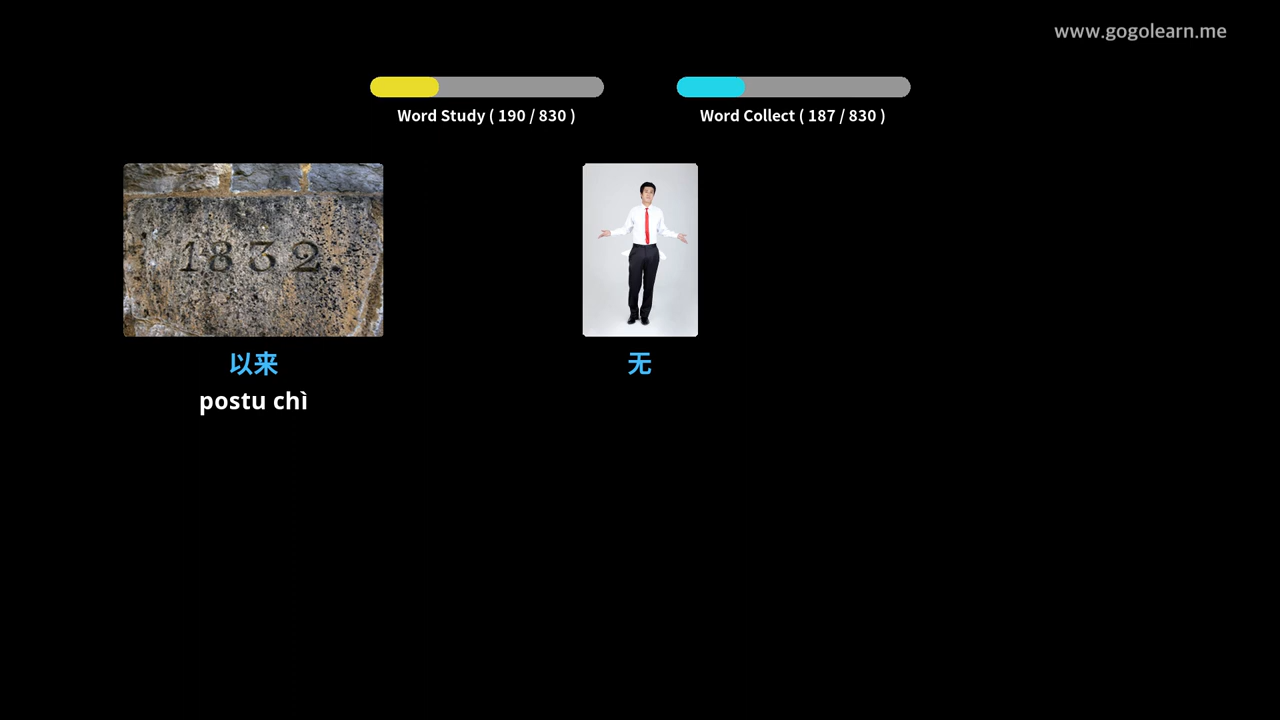 www.gogolearn.me
Word Study ( 190 / 830 )
Word Collect ( 187 / 830 )
1832.
以来
无
postu chì